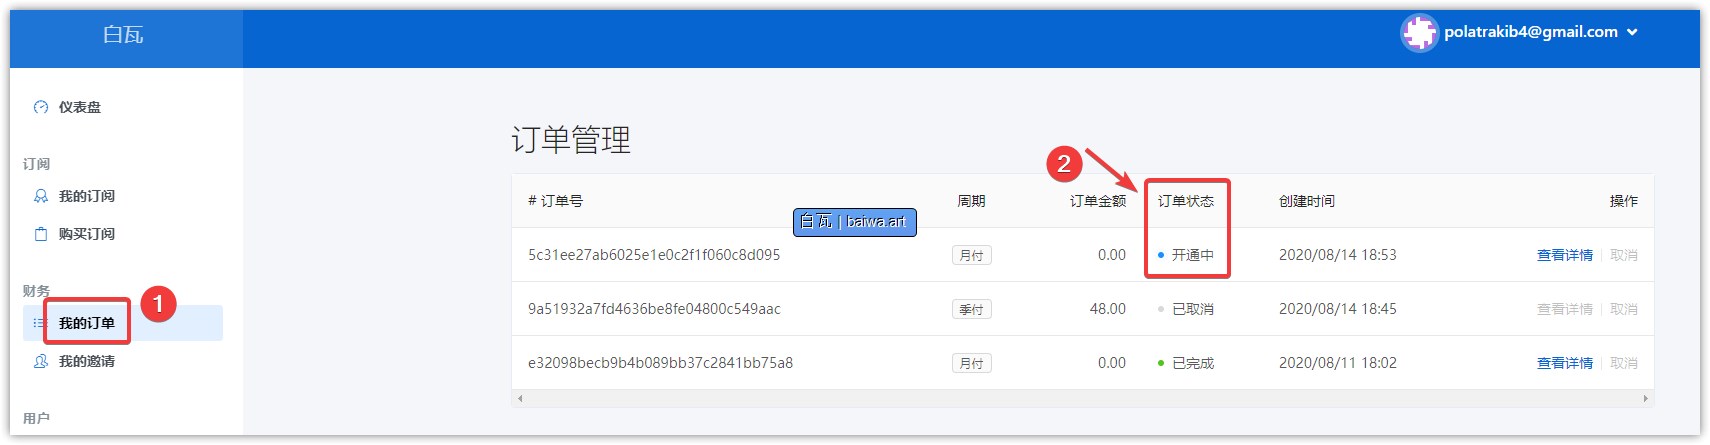 白瓦
polatrakib4@gmail.com
仪表盘
订阅
我的订阅
购买订阅
财务
我的订单
1
我的邀请
用户
订单管理
2
# 订单号 周期 订单金额 订单状态 创建时间 操作
白瓦 | baiwa.art
5c31ee27ab6025e1e0c2f1f060c8d095 月付 0.00 开通中 2020/08/14 18:53 查看详情 取消
9a51932a7fd4636be8fe04800c549aac 季付 48.00 已取消 2020/08/14 18:45 查看详情 取消
e32098becb9b4b089bb37c2841bb75a8 月付 0.00 已完成 2020/08/11 18:02 查看详情 取消